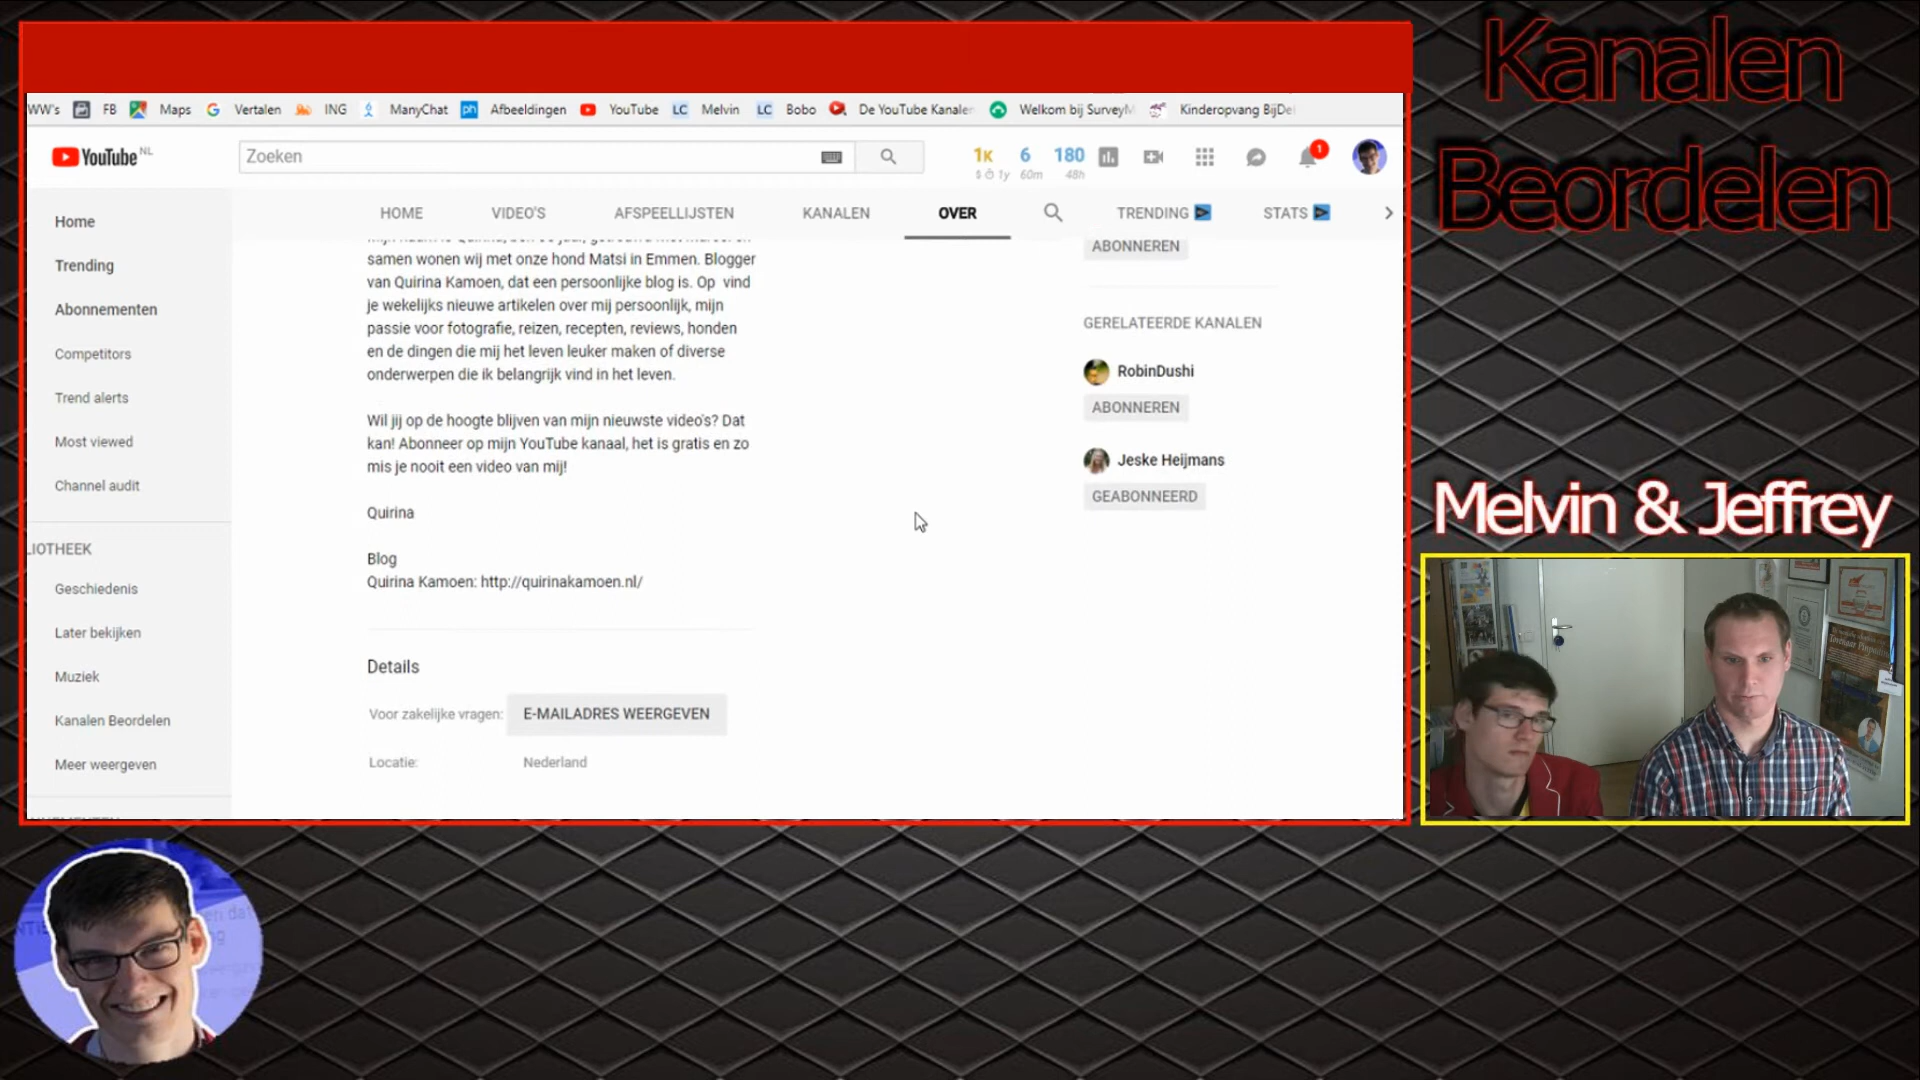 Kanalen
Beordelen
WW's FB Maps Vertalen ING ManyChat Afbeeldingen YouTube LC Melvin LC Bobo De YouTube Kanalen Welkom bij SurveyM Kinderopvang BijDe
YouTube NL
Zoeken
1K 6 180
1y 60m 48h
1
HOME VIDEO'S AFSPEELLIJSTEN KANALEN OVER TRENDING STATS
Home
Trending
Abonnementen
Competitors
Trend alerts
Most viewed
Channel audit
LIOTHEEK
Geschiedenis
Later bekijken
Muziek
Kanalen Beordelen
Meer weergeven
samen wonen wij met onze hond Matsi in Emmen. Blogger
van Quirina Kamoen, dat een persoonlijke blog is. Op vind
je wekelijks nieuwe artikelen over mij persoonlijk, mijn
passie voor fotografie, reizen, recepten, reviews, honden
en de dingen die mij het leven leuker maken of diverse
onderwerpen die ik belangrijk vind in het leven.
Wil jij op de hoogte blijven van mijn nieuwste video's? Dat
kan! Abonneer op mijn YouTube kanaal, het is gratis en zo
mis je nooit een video van mij!
Quirina
Blog
Quirina Kamoen: http://quirinakamoen.nl/
Details
Voor zakelijke vragen: E-MAILADRES WEERGEVEN
Locatie: Nederland
ABONNEREN
GERELATEERDE KANALEN
RobinDushi
ABONNEREN
Jeske Heijmans
GEABONNEERD
Melvin & Jeffrey